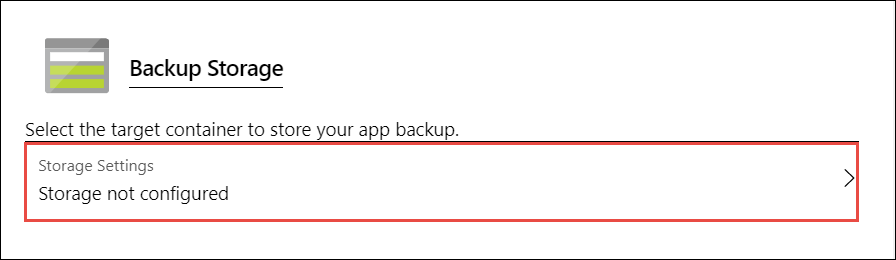 Backup Storage
Select the target container to store your app backup.
Storage Settings
Storage not configured